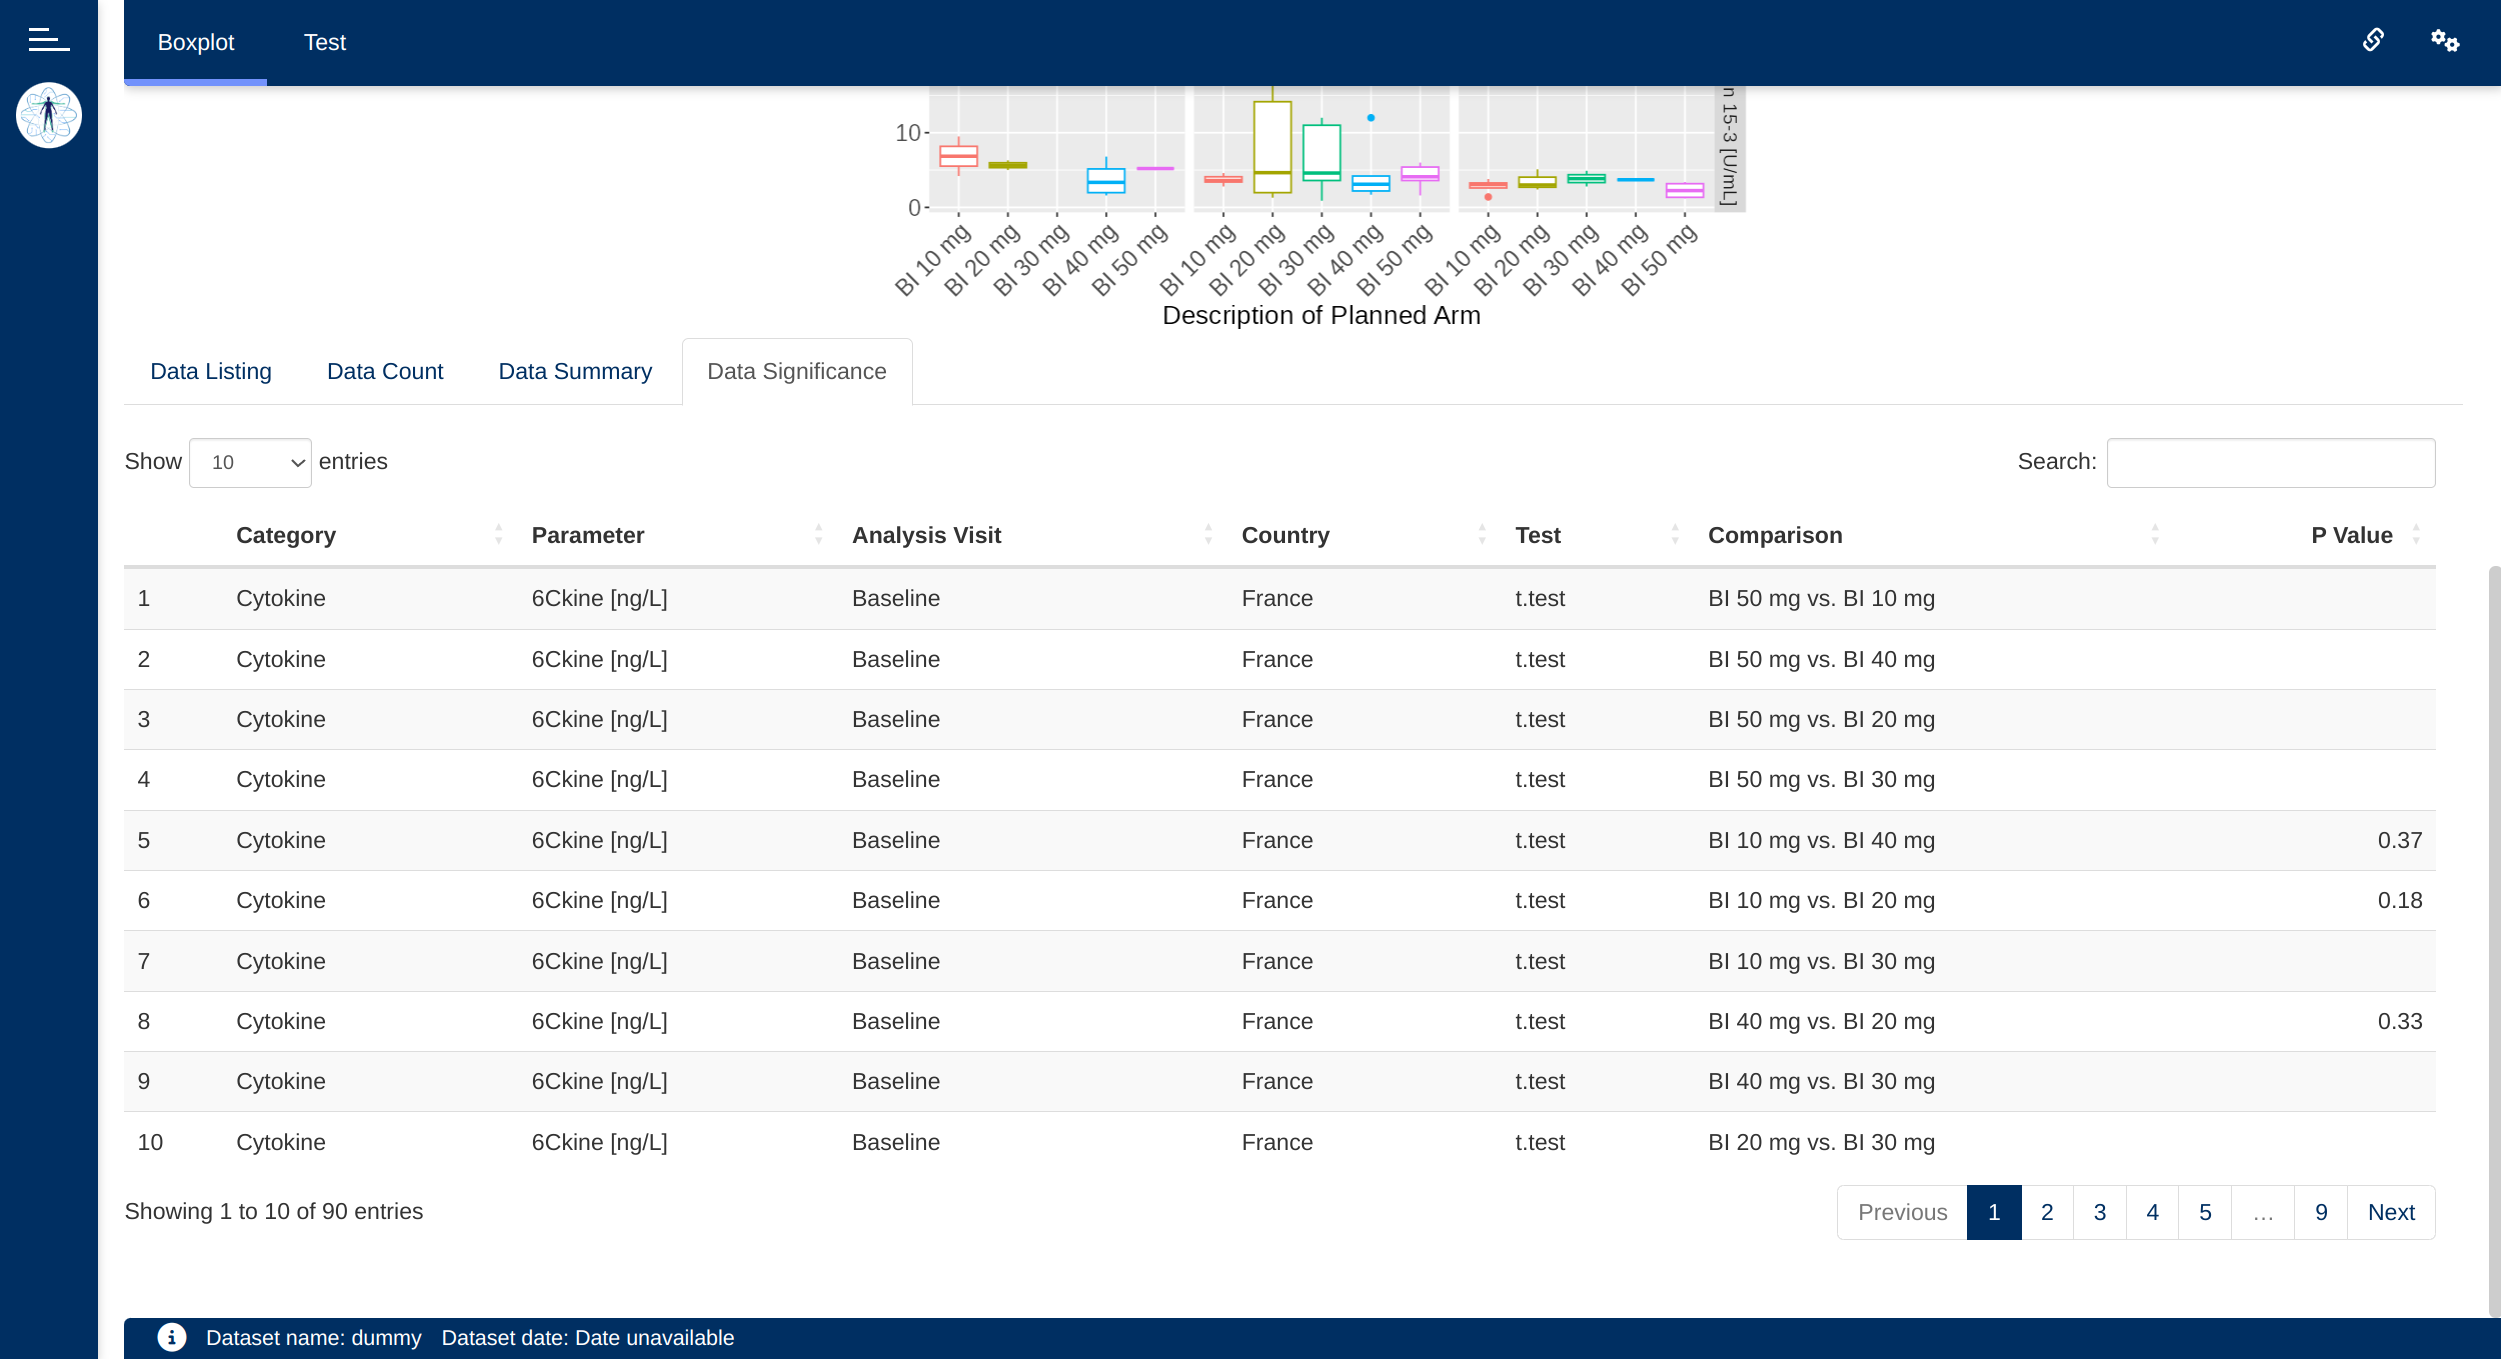 Boxplot Test
10
0
n 15-3 [U/mL]
BI 10 mg BI 20 mg BI 30 mg BI 40 mg BI 50 mg BI 10 mg BI 20 mg BI 30 mg BI 40 mg BI 50 mg BI 10 mg BI 20 mg BI 30 mg BI 40 mg BI 50 mg
Description of Planned Arm
Data Listing Data Count Data Summary Data Significance
Show 10 entries Search:
Category Parameter Analysis Visit Country Test Comparison P Value
1 Cytokine 6Ckine [ng/L] Baseline France t.test BI 50 mg vs. BI 10 mg
2 Cytokine 6Ckine [ng/L] Baseline France t.test BI 50 mg vs. BI 40 mg
3 Cytokine 6Ckine [ng/L] Baseline France t.test BI 50 mg vs. BI 20 mg
4 Cytokine 6Ckine [ng/L] Baseline France t.test BI 50 mg vs. BI 30 mg
5 Cytokine 6Ckine [ng/L] Baseline France t.test BI 10 mg vs. BI 40 mg 0.37
6 Cytokine 6Ckine [ng/L] Baseline France t.test BI 10 mg vs. BI 20 mg 0.18
7 Cytokine 6Ckine [ng/L] Baseline France t.test BI 10 mg vs. BI 30 mg
8 Cytokine 6Ckine [ng/L] Baseline France t.test BI 40 mg vs. BI 20 mg 0.33
9 Cytokine 6Ckine [ng/L] Baseline France t.test BI 40 mg vs. BI 30 mg
10 Cytokine 6Ckine [ng/L] Baseline France t.test BI 20 mg vs. BI 30 mg
Showing 1 to 10 of 90 entries Previous 1 2 3 4 5 … 9 Next
Dataset name: dummy Dataset date: Date unavailable